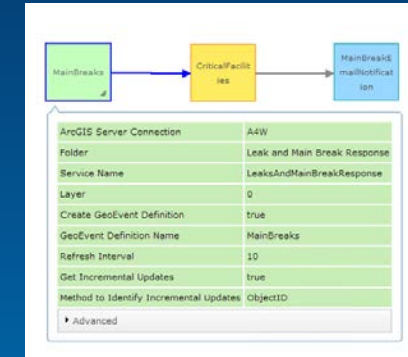 MainBreaks
CriticalFacilit
ies
MainBreakE
mailNotificat
ion
ArcGIS Server Connection A4W
Folder Leak and Main Break Response
Service Name LeaksAndMainBreakResponse
Layer 0
Create GeoEvent Definition true
GeoEvent Definition Name MainBreaks
Refresh Interval 10
Get Incremental Updates true
Method to Identify Incremental Updates ObjectID
Advanced